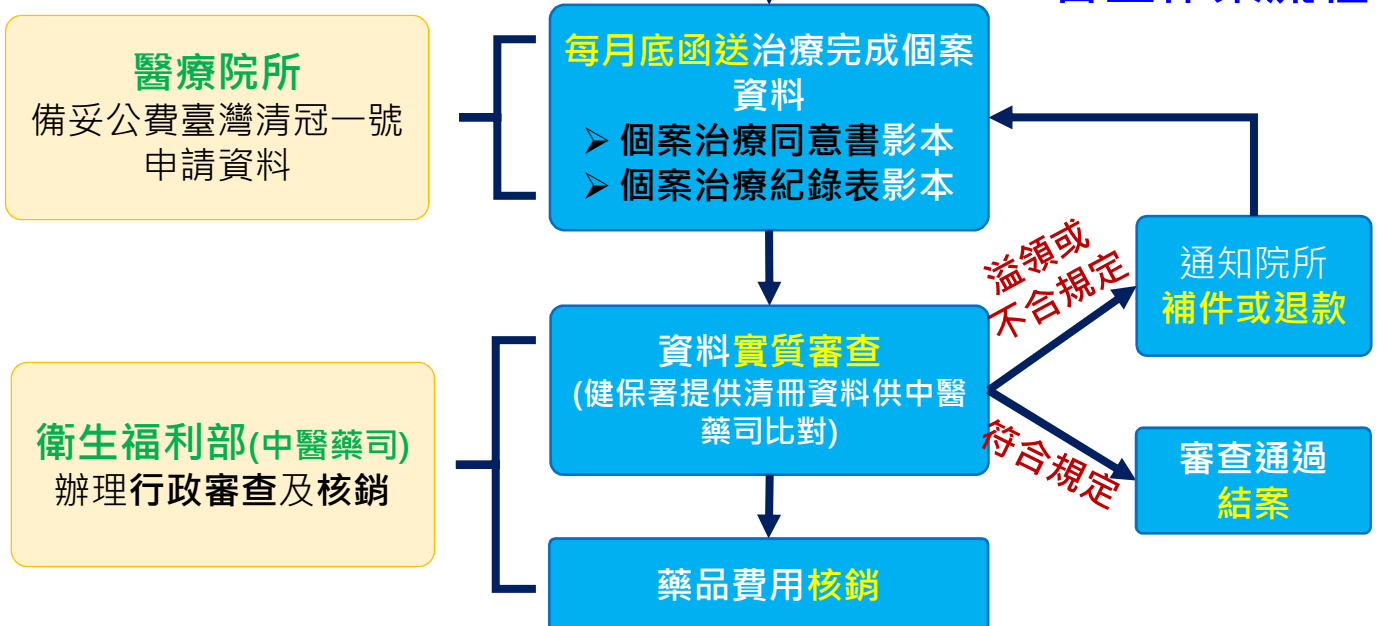 醫療院所
備妥公費臺灣清冠一號
申請資料
每月底函送治療完成個案
資料
➢ 個案治療同意書影本
➢ 個案治療紀錄表影本
衛生福利部(中醫藥司)
辦理行政審查及核銷
資料實質審查
(健保署提供清冊資料供中醫
藥司比對)
溢領或
不合規定
通知院所
補件或退款
符合規定
審查通過
結案
藥品費用核銷